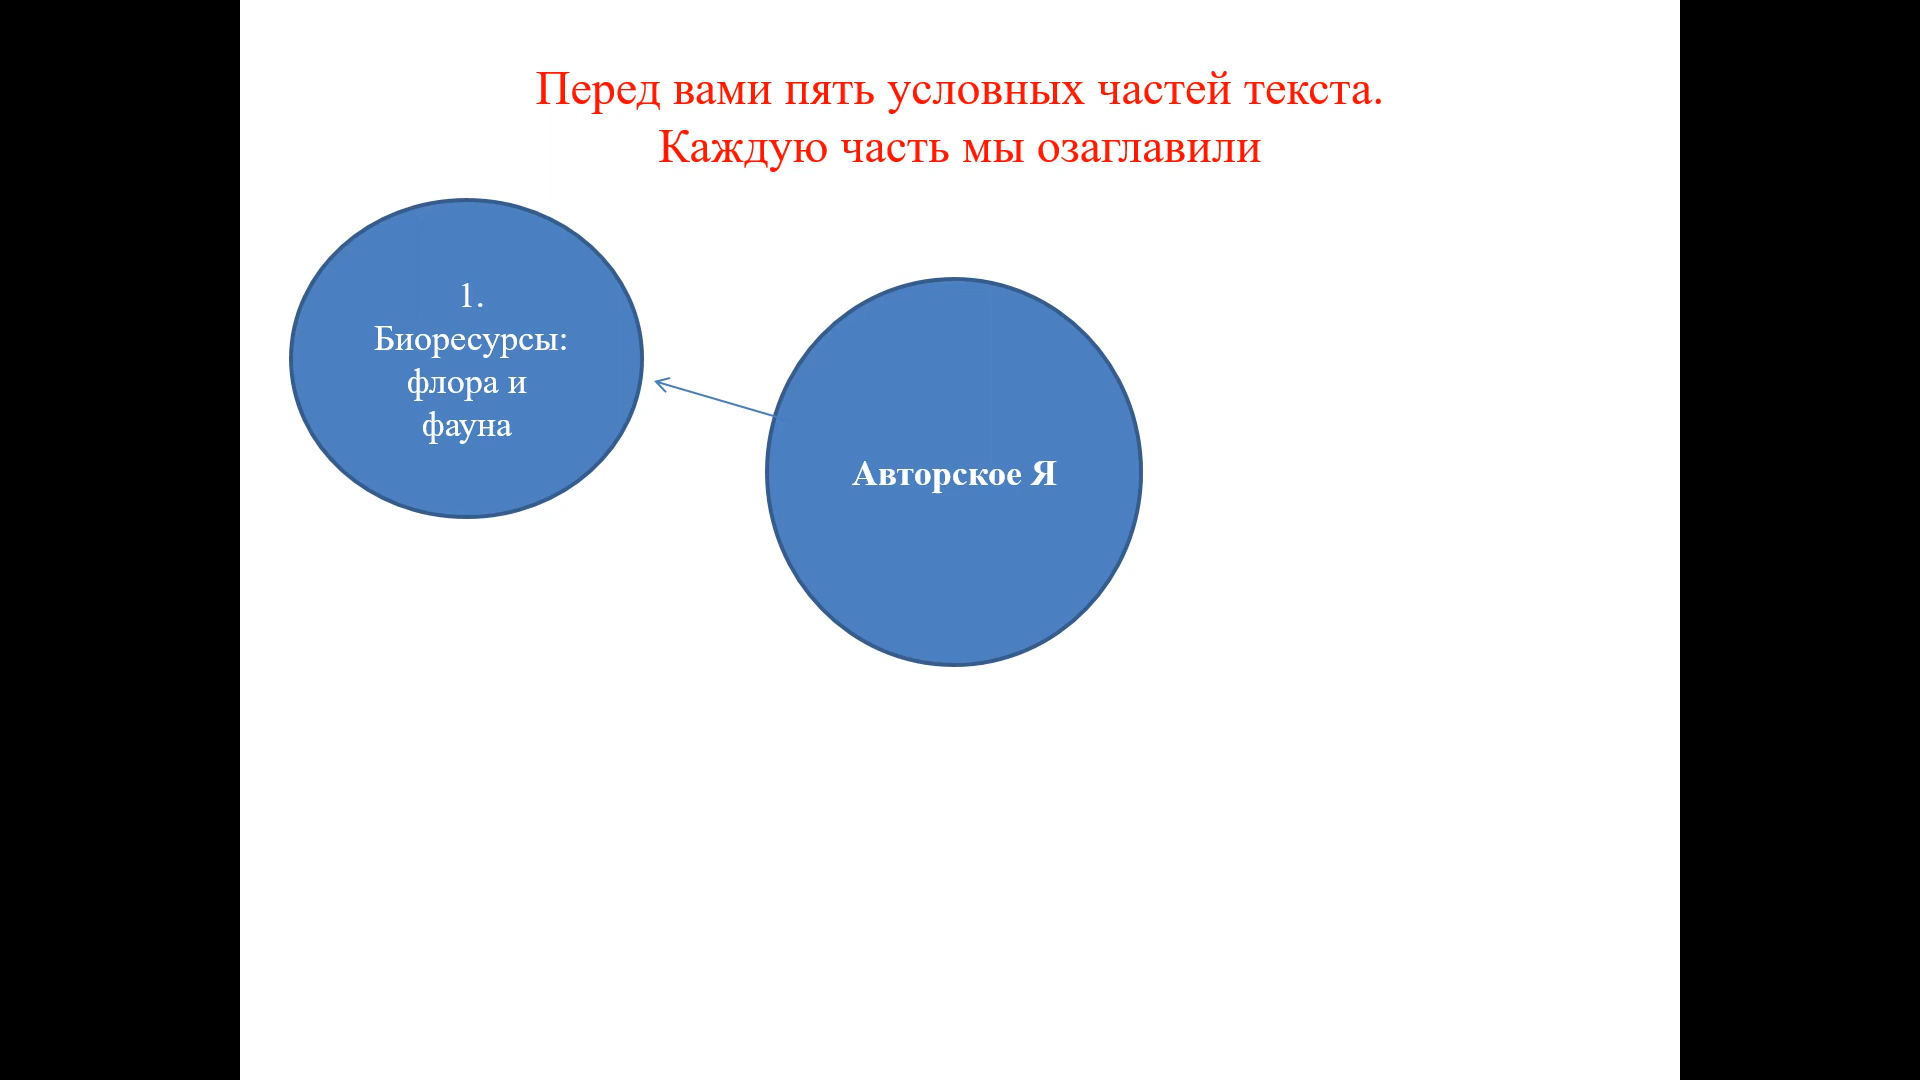 Перед вами пять условных частей текста.
Каждую часть мы озаглавили
1.
Биоресурсы:
флора и
фауна
Авторское Я